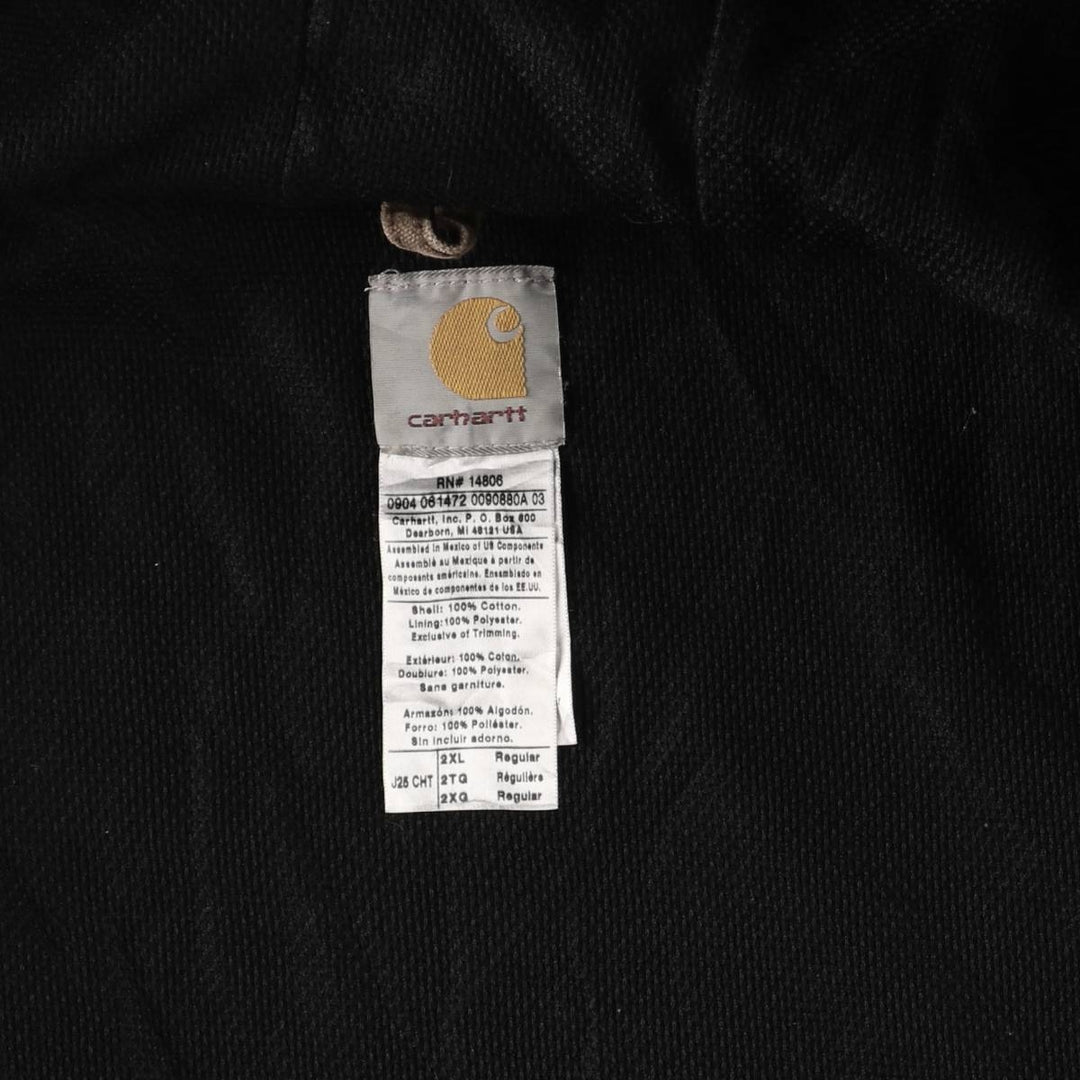 carhartt
RN# 14806
0904 061472 0090880A 03
Carhartt, Inc. P. O. Box 600
Dearborn, MI 48121 USA
Assembled in Mexico of US Components
Assemblé au Mexique à partir de
composants américains. Ensamblado en
México de componentes de los EE.UU.
Shell: 100% Cotton.
Lining:100% Polyester.
Exclusive of Trimming.
Extérieur: 100% Coton.
Doublure: 100% Polyester.
Sans garniture.
Armazón: 100% Algodón.
Forro: 100% Poliéster.
Sin incluir adorno.
2XL Regular
J25 CHT 2TG Régulière
2XG Regular